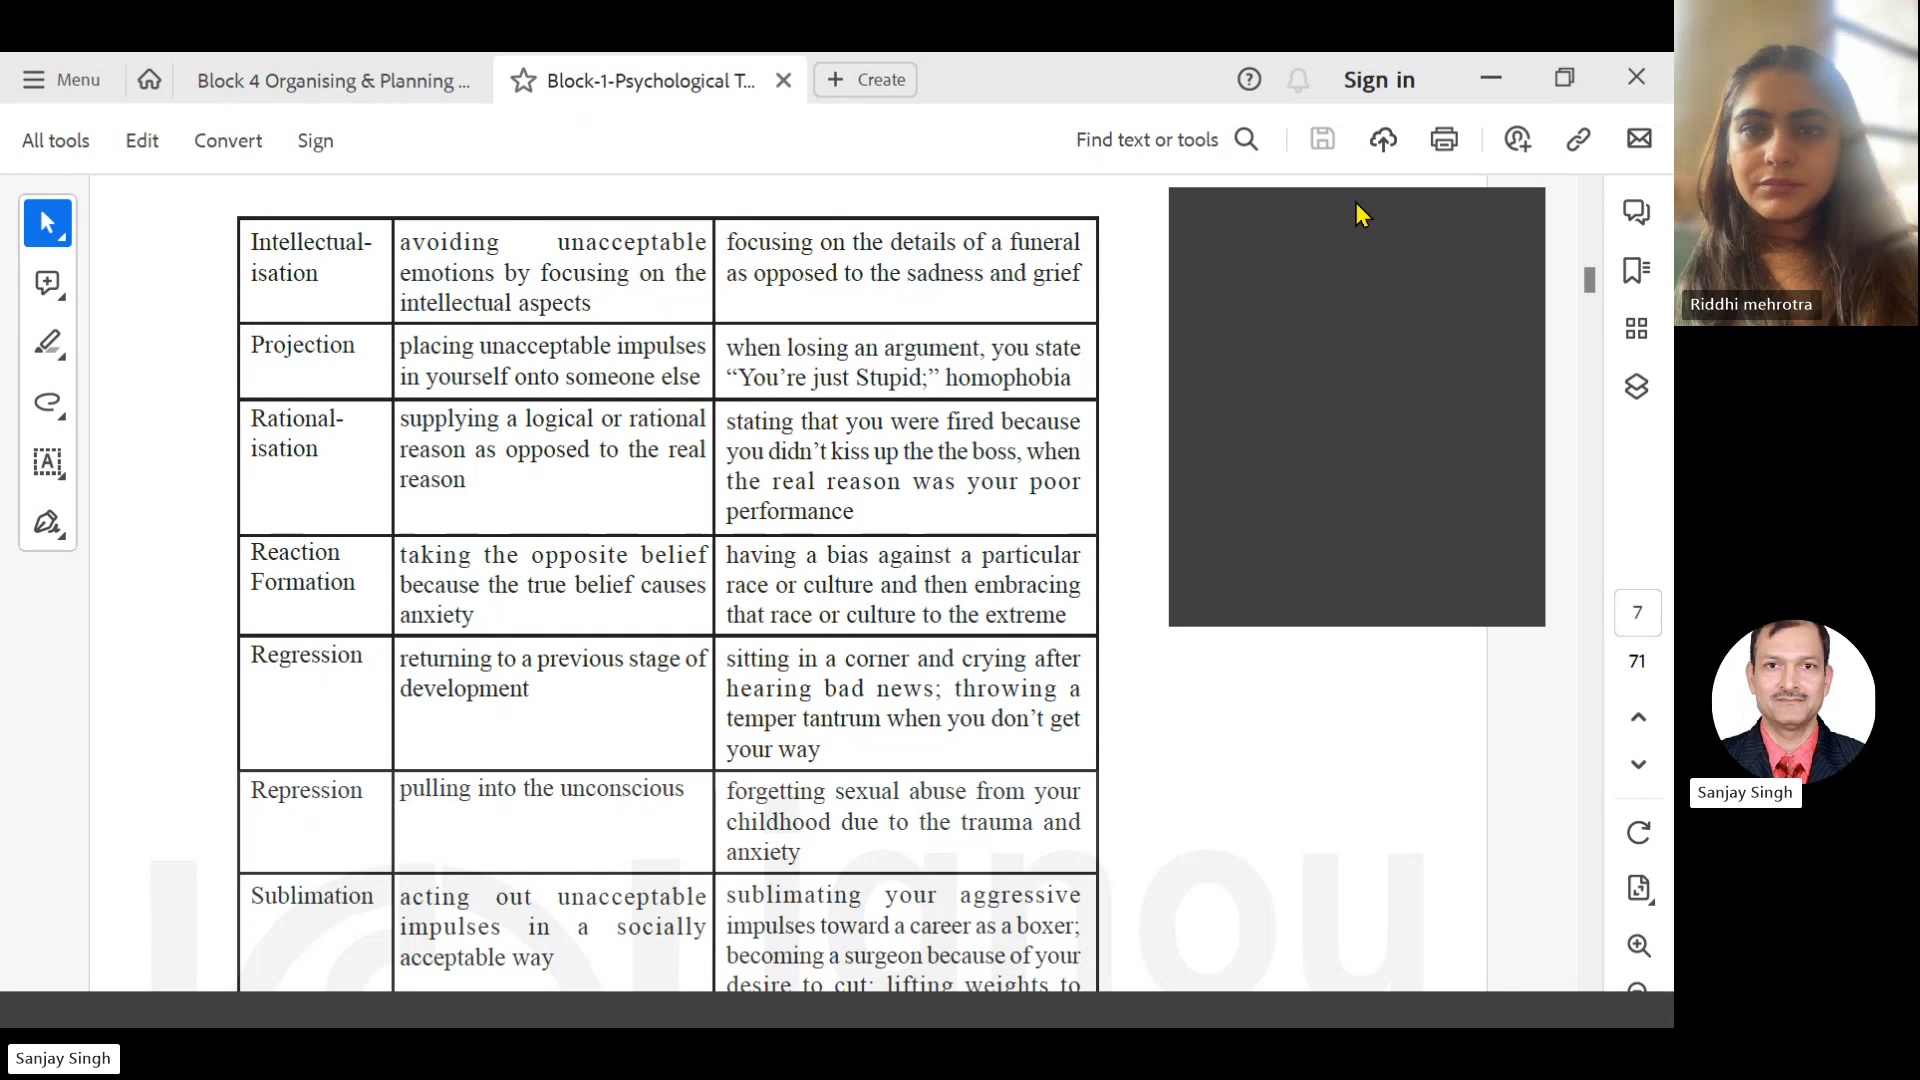 Menu
Block 4 Organising & Planning ...
Block-1-Psychological T...
Create
Sign in
All tools
Edit
Convert
Sign
Find text or tools
Intellectual-
isation
avoiding unacceptable
emotions by focusing on the
intellectual aspects
focusing on the details of a funeral
as opposed to the sadness and grief
Projection
placing unacceptable impulses
in yourself onto someone else
when losing an argument, you state
“You’re just Stupid;” homophobia
Rational-
isation
supplying a logical or rational
reason as opposed to the real
reason
stating that you were fired because
you didn’t kiss up the the boss, when
the real reason was your poor
performance
Reaction
Formation
taking the opposite belief
because the true belief causes
anxiety
having a bias against a particular
race or culture and then embracing
that race or culture to the extreme
Regression
returning to a previous stage of
development
sitting in a corner and crying after
hearing bad news; throwing a
temper tantrum when you don’t get
your way
Repression
pulling into the unconscious
forgetting sexual abuse from your
childhood due to the trauma and
anxiety
Sublimation
acting out unacceptable
impulses in a socially
acceptable way
sublimating your aggressive
impulses toward a career as a boxer;
becoming a surgeon because of your
desire to cut; lifting weights to
ignou
7
71
Riddhi mehrotra
Sanjay Singh
Sanjay Singh